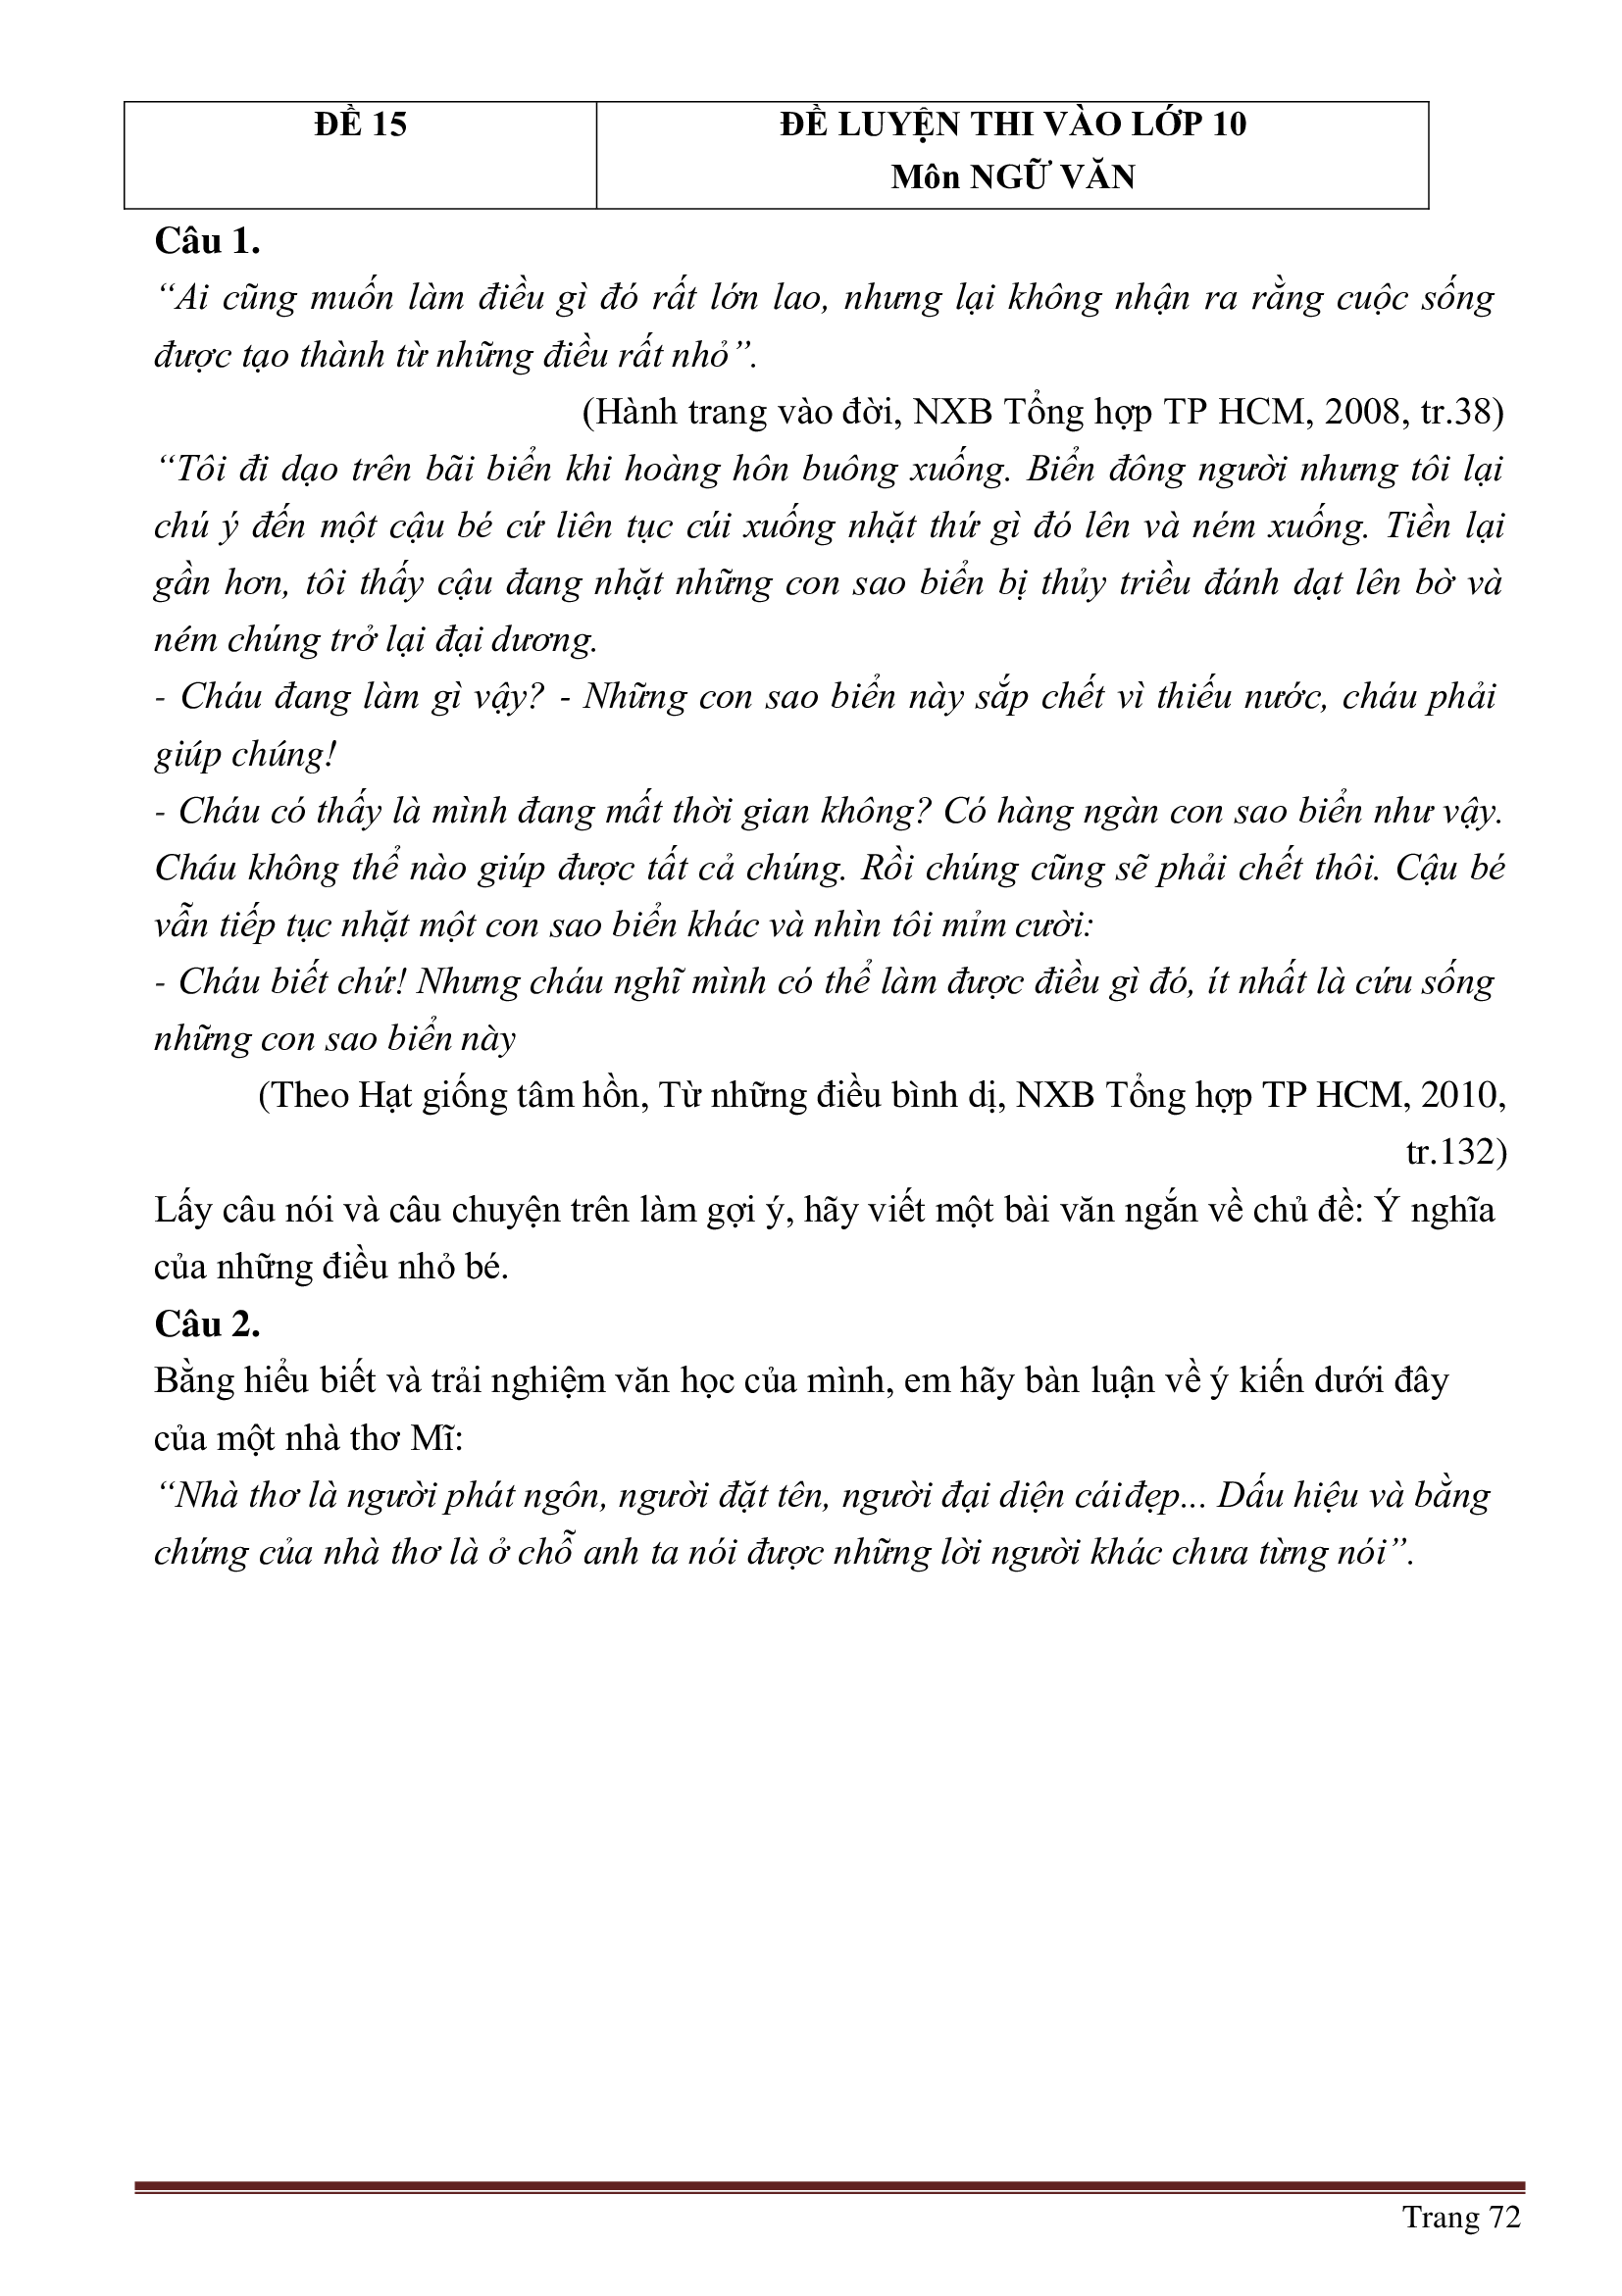 ĐỀ 15
ĐỀ LUYỆN THI VÀO LỚP 10
Môn NGỮ VĂN
Câu 1.
“Ai cũng muốn làm điều gì đó rất lớn lao, nhưng lại không nhận ra rằng cuộc sống
được tạo thành từ những điều rất nhỏ”.
(Hành trang vào đời, NXB Tổng hợp TP HCM, 2008, tr.38)
“Tôi đi dạo trên bãi biển khi hoàng hôn buông xuống. Biển đông người nhưng tôi lại
chú ý đến một cậu bé cứ liên tục cúi xuống nhặt thứ gì đó lên và ném xuống. Tiền lại
gần hơn, tôi thấy cậu đang nhặt những con sao biển bị thủy triều đánh dạt lên bờ và
ném chúng trở lại đại dương.
- Cháu đang làm gì vậy? - Những con sao biển này sắp chết vì thiếu nước, cháu phải
giúp chúng!
- Cháu có thấy là mình đang mất thời gian không? Có hàng ngàn con sao biển như vậy.
Cháu không thể nào giúp được tất cả chúng. Rồi chúng cũng sẽ phải chết thôi. Cậu bé
vẫn tiếp tục nhặt một con sao biển khác và nhìn tôi mỉm cười:
- Cháu biết chứ! Nhưng cháu nghĩ mình có thể làm được điều gì đó, ít nhất là cứu sống
những con sao biển này
(Theo Hạt giống tâm hồn, Từ những điều bình dị, NXB Tổng hợp TP HCM, 2010,
tr.132)
Lấy câu nói và câu chuyện trên làm gợi ý, hãy viết một bài văn ngắn về chủ đề: Ý nghĩa
của những điều nhỏ bé.
Câu 2.
Bằng hiểu biết và trải nghiệm văn học của mình, em hãy bàn luận về ý kiến dưới đây
của một nhà thơ Mĩ:
“Nhà thơ là người phát ngôn, người đặt tên, người đại diện cái đẹp... Dấu hiệu và bằng
chứng của nhà thơ là ở chỗ anh ta nói được những lời người khác chưa từng nói”.
Trang 72